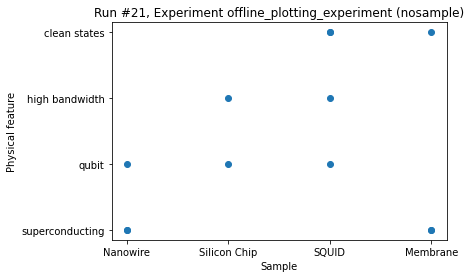 Run #21, Experiment offline_plotting_experiment (nosample)
clean states
high bandwidth
qubit
superconducting
Physical feature
Nanowire Silicon Chip SQUID Membrane
Sample